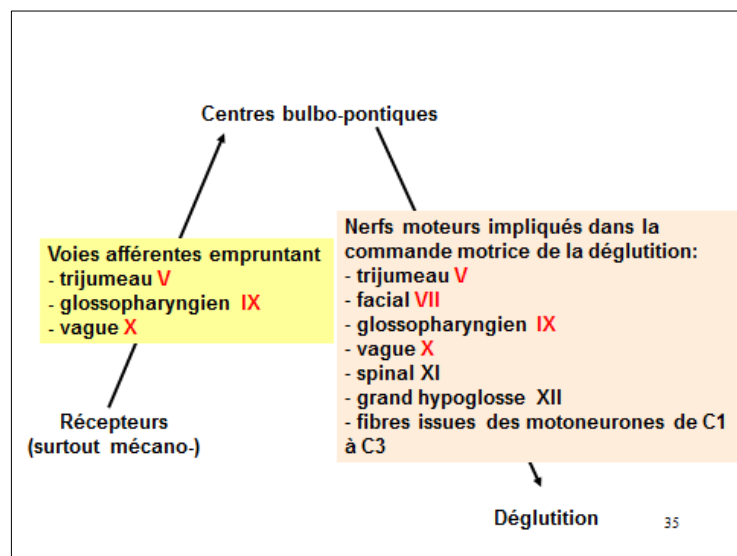 Centres bulbo-pontiques
Voies afférentes empruntant
- trijumeau V
- glossopharyngien IX
- vague X
Récepteurs
(surtout mécano-)
Nerfs moteurs impliqués dans la
commande motrice de la déglutition:
- trijumeau V
- facial VII
- glossopharyngien IX
- vague X
- spinal XI
- grand hypoglosse XII
- fibres issues des motoneurones de C1
à C3
Déglutition
35